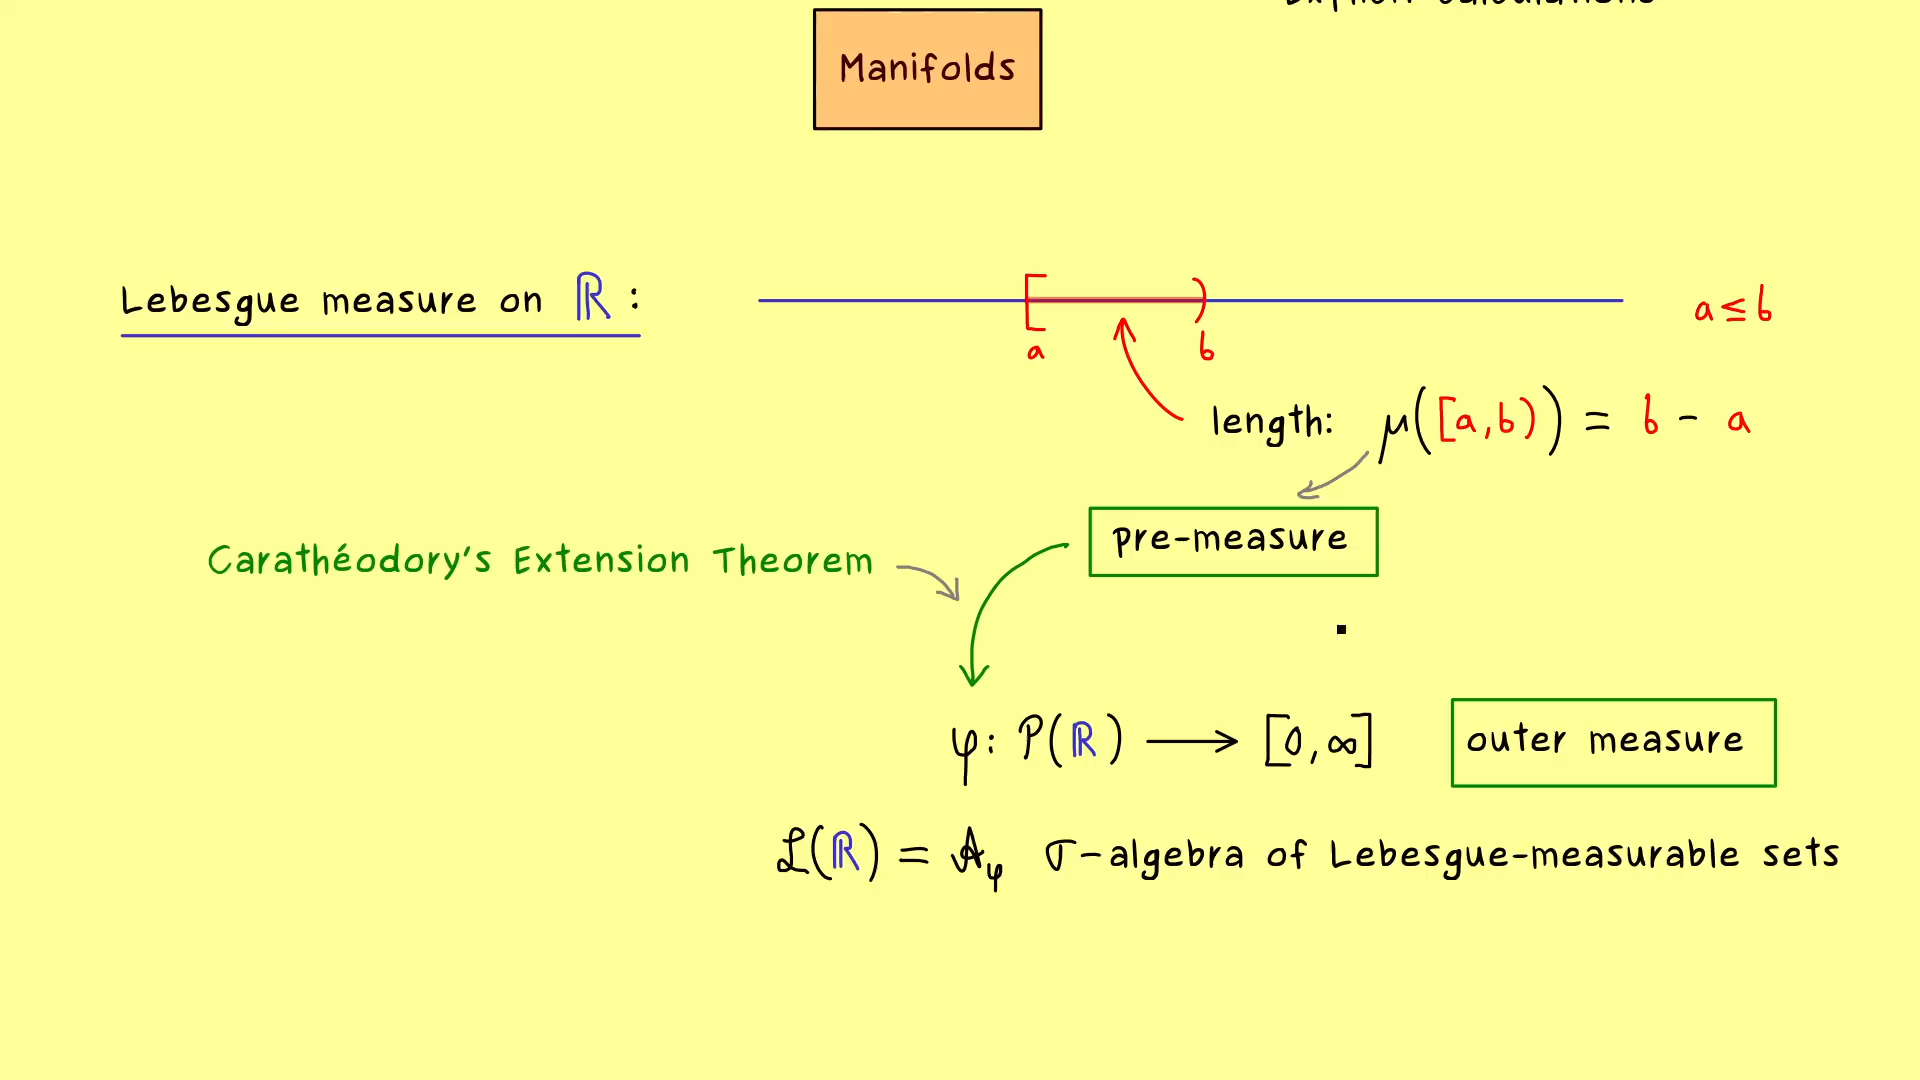 Manifolds
Lebesgue measure on ℝ :
a b a ≤ b
length: μ([a,b)) = b - a
pre-measure
Carathéodory's Extension Theorem
φ: P(ℝ) ⟶ [0,∞] outer measure
𝓛(ℝ) = 𝒜_φ σ-algebra of Lebesgue-measurable sets